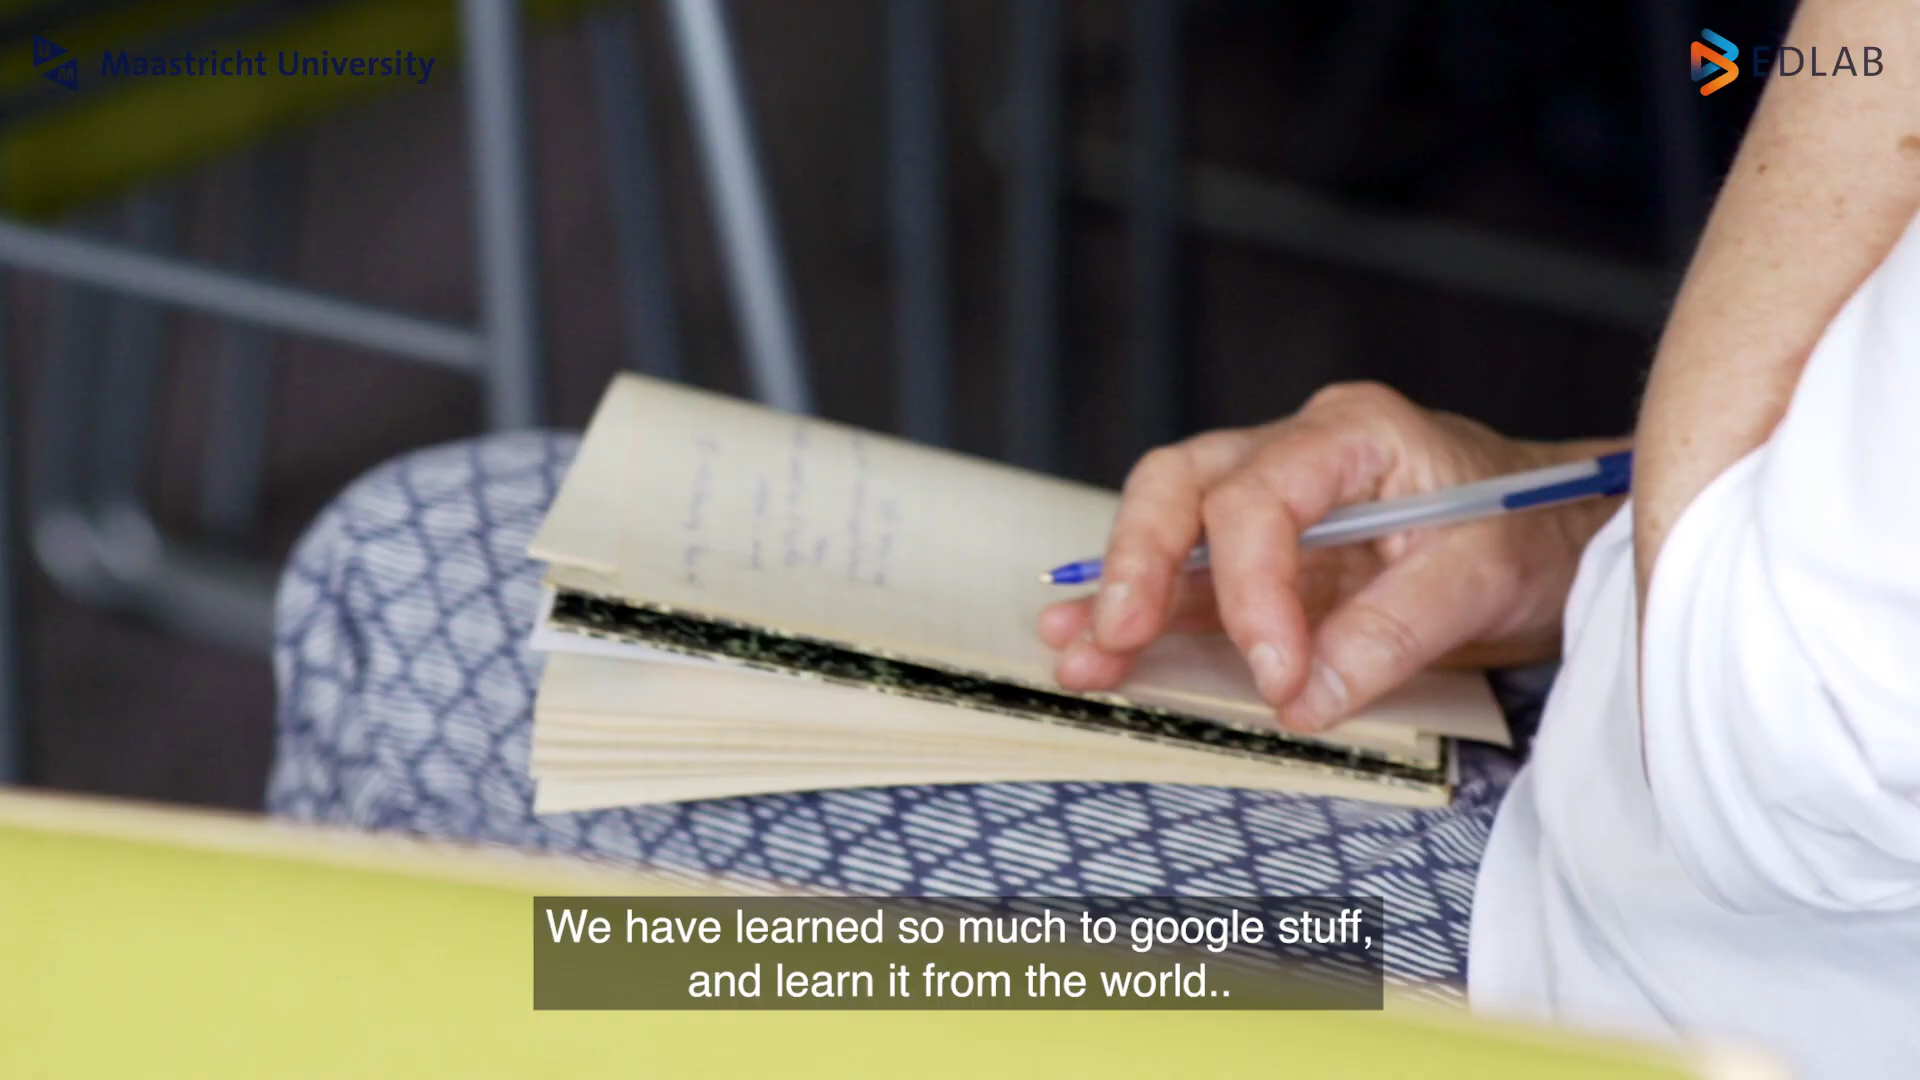 Maastricht University
EDLAB
We have learned so much to google stuff,
and learn it from the world..